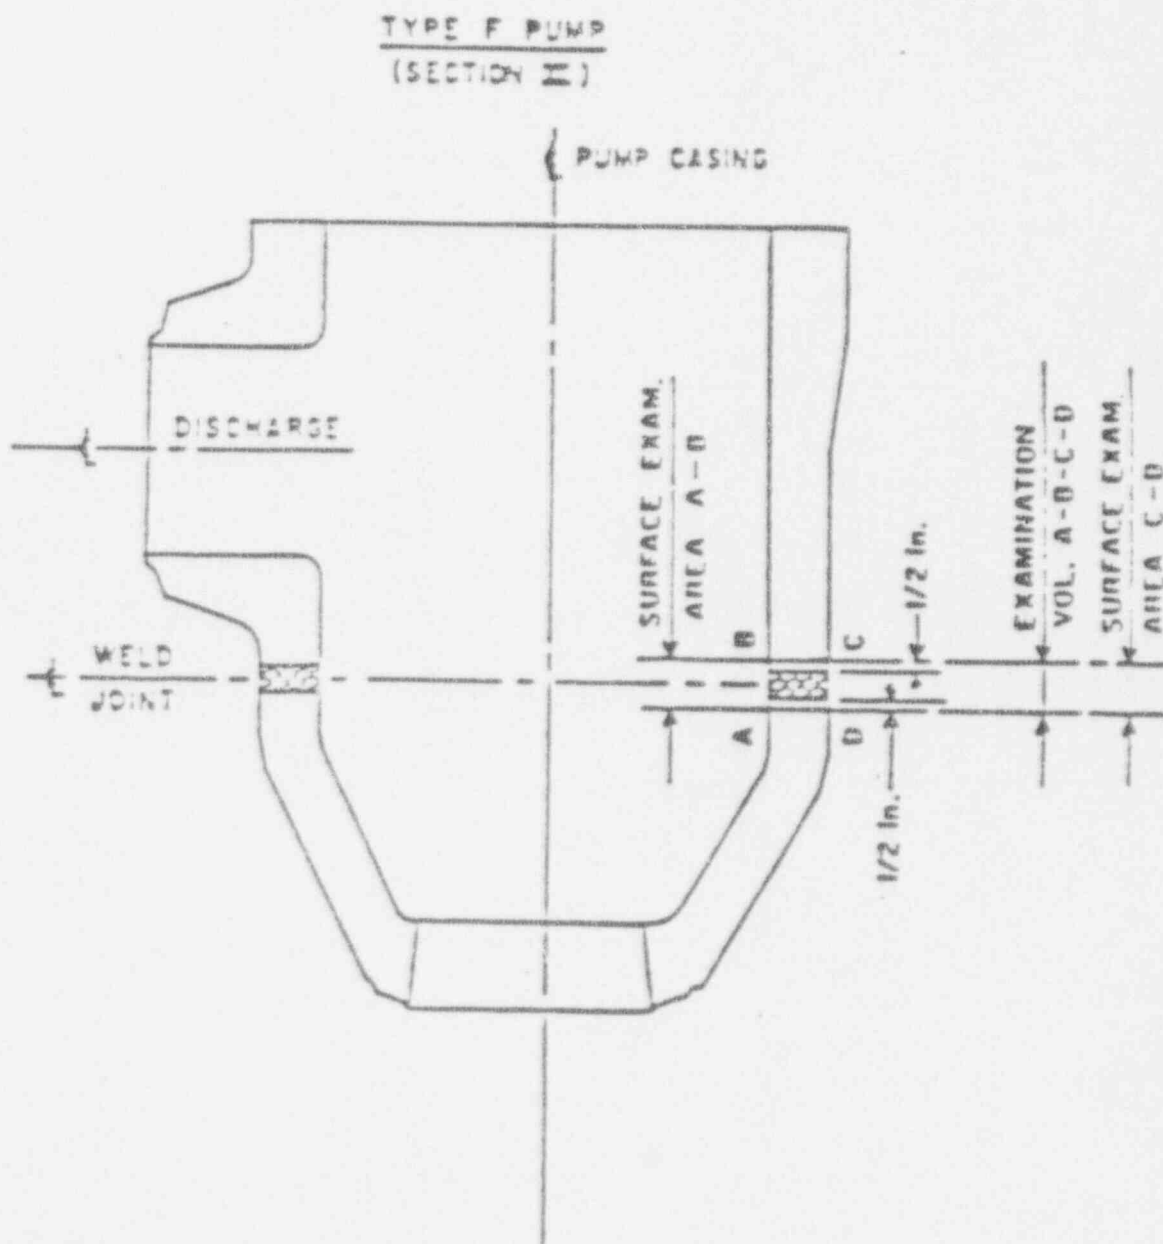 TYPE F PUMP
(SECTION XI)
℄ PUMP CASING
DISCHARGE
WELD
JOINT
SURFACE EXAM.
AREA A-B
B
C
A
D
1/2 in.
1/2 in.
EXAMINATION
VOL. A-B-C-D
SURFACE EXAM.
AREA C-D